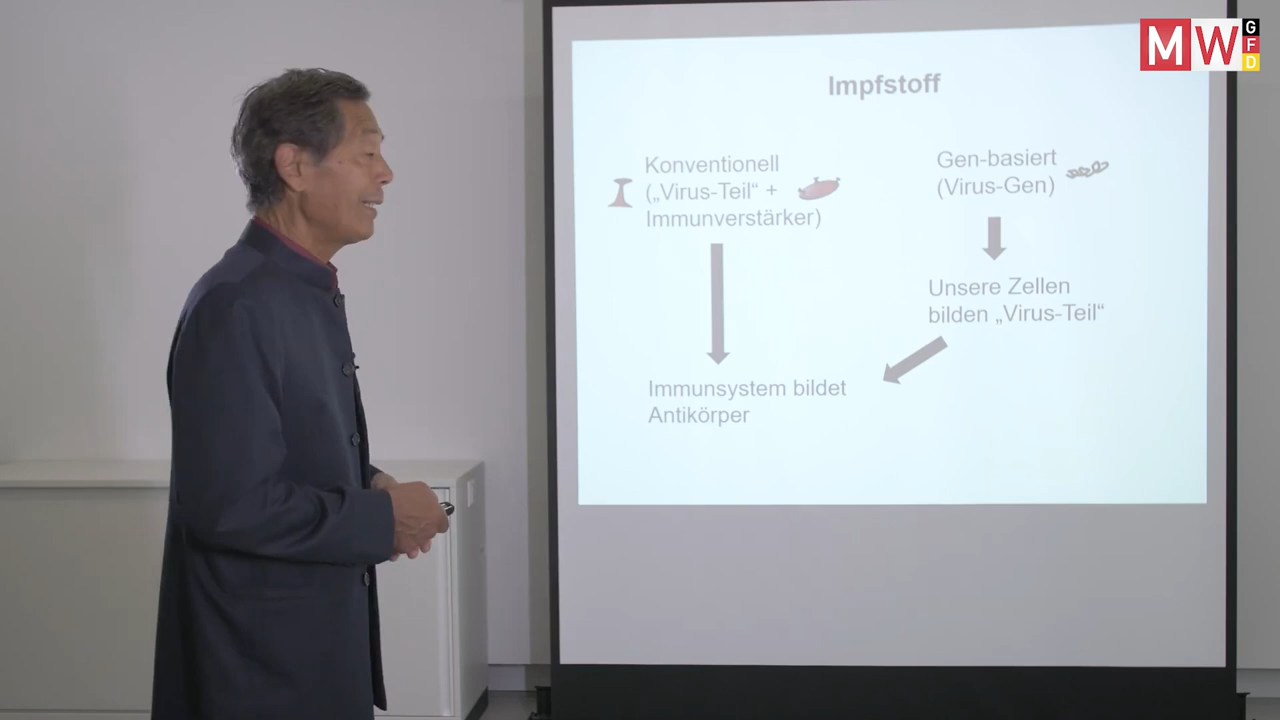 MW
G
F
D
Impfstoff
Konventionell
(„Virus-Teil“ +
Immunverstärker)
Gen-basiert
(Virus-Gen)
Unsere Zellen
bilden „Virus-Teil“
Immunsystem bildet
Antikörper